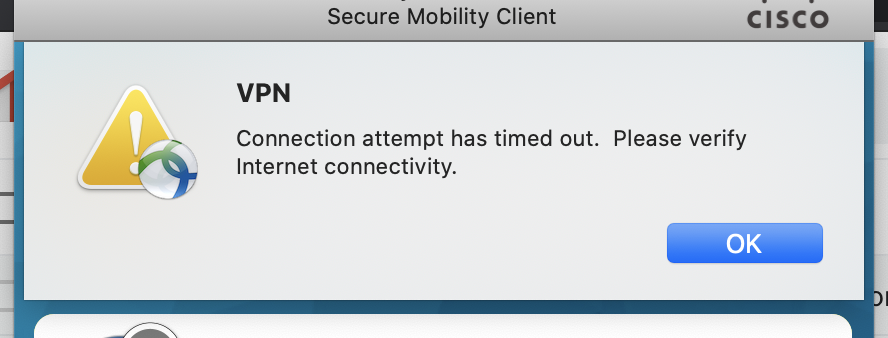 Secure Mobility Client
CISCO
VPN
Connection attempt has timed out.  Please verify
Internet connectivity.
OK